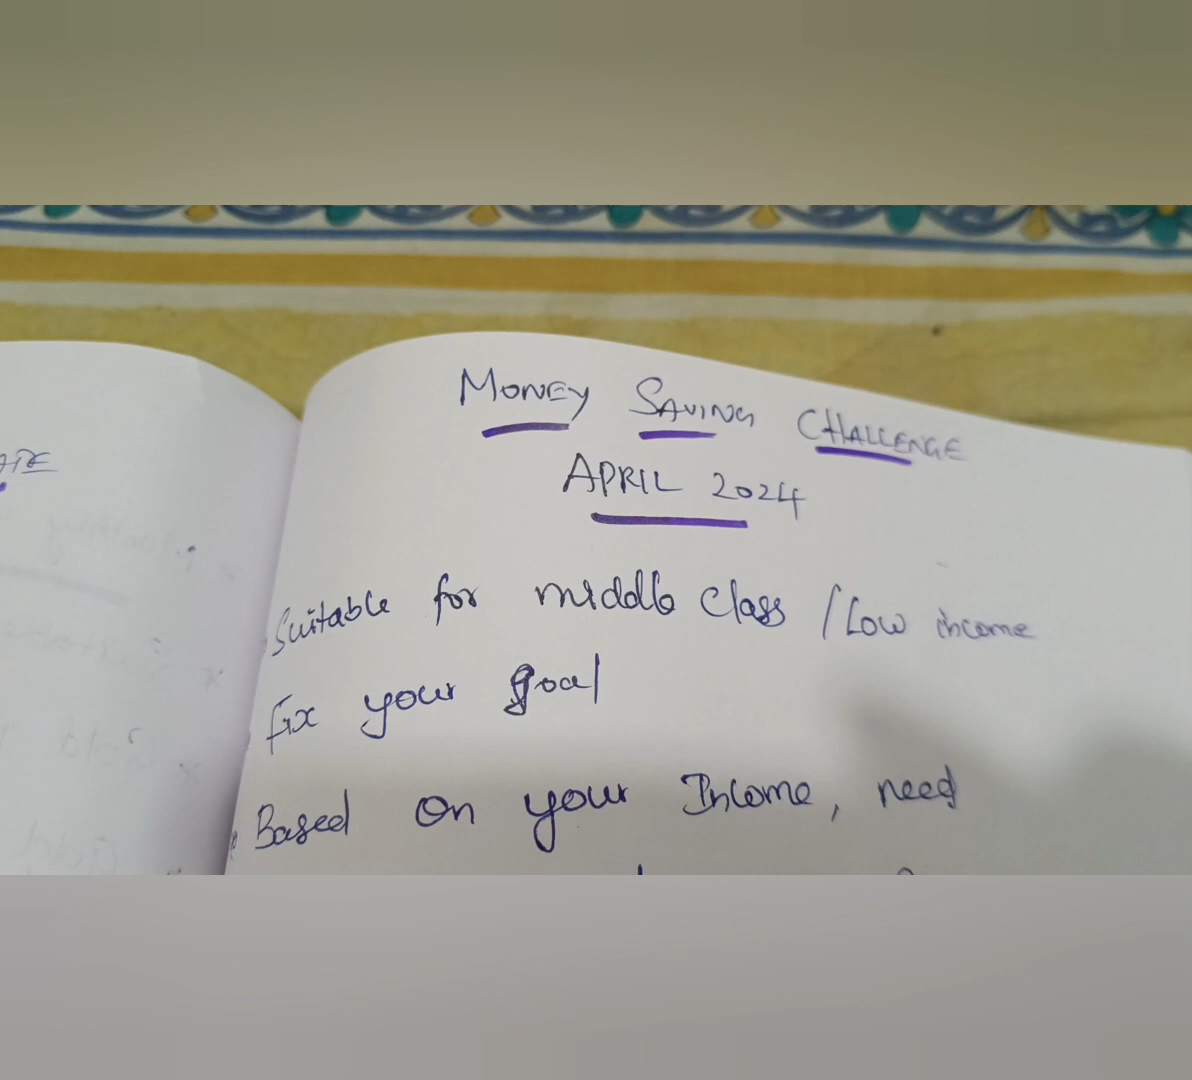 MONEY SAVING CHALLENGE
APRIL 2024
Suitable for middle class / Low income
Fix your goal
Based on your Income, need